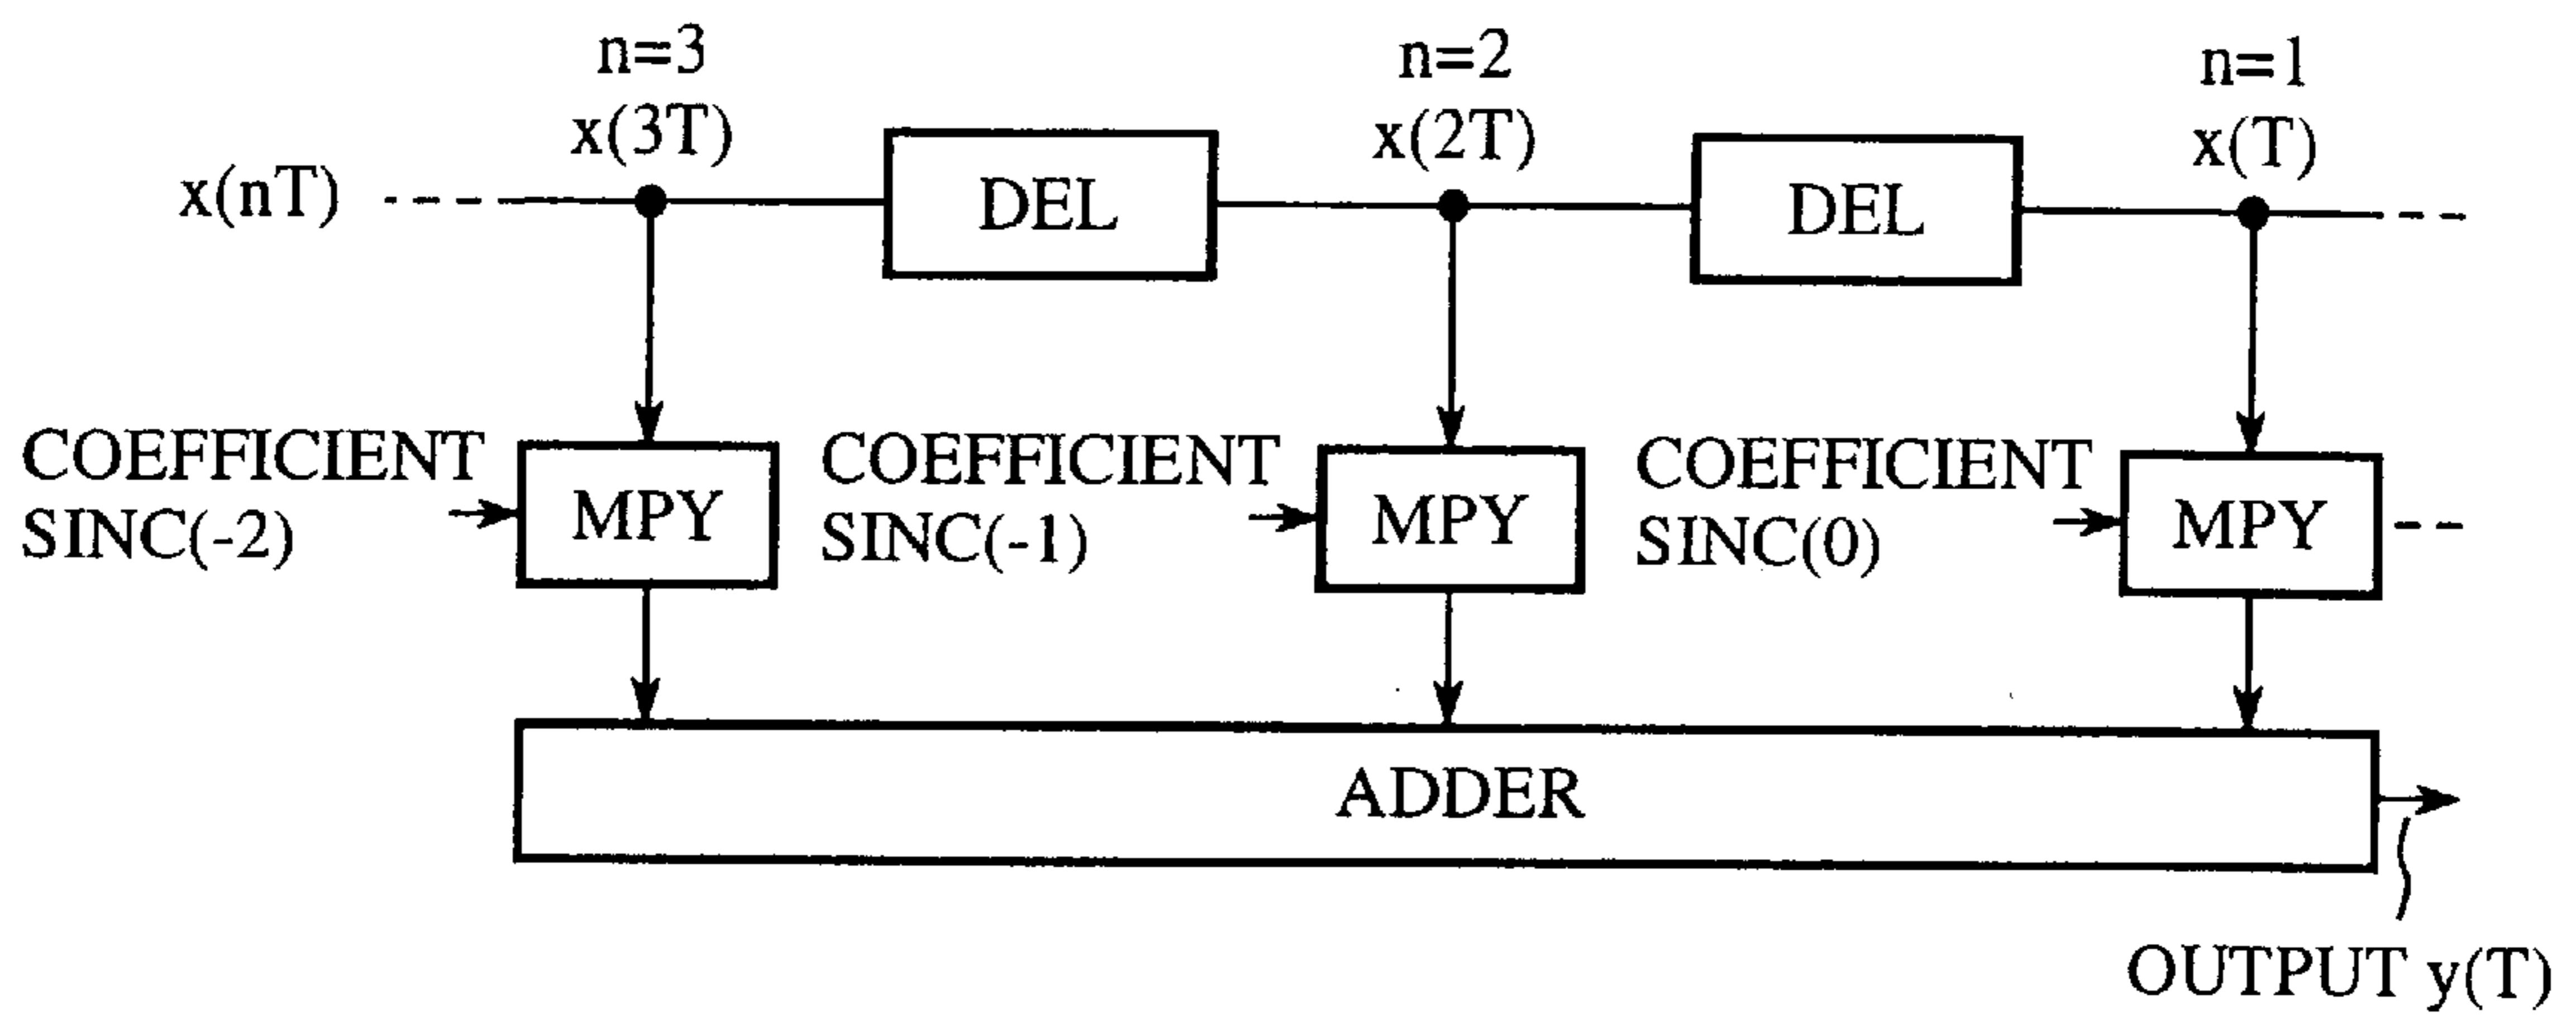 n=3
x(3T)
n=2
x(2T)
n=1
x(T)
x(nT)
DEL
DEL
COEFFICIENT
SINC(-2)
MPY
COEFFICIENT
SINC(-1)
MPY
COEFFICIENT
SINC(0)
MPY
ADDER
OUTPUT y(T)